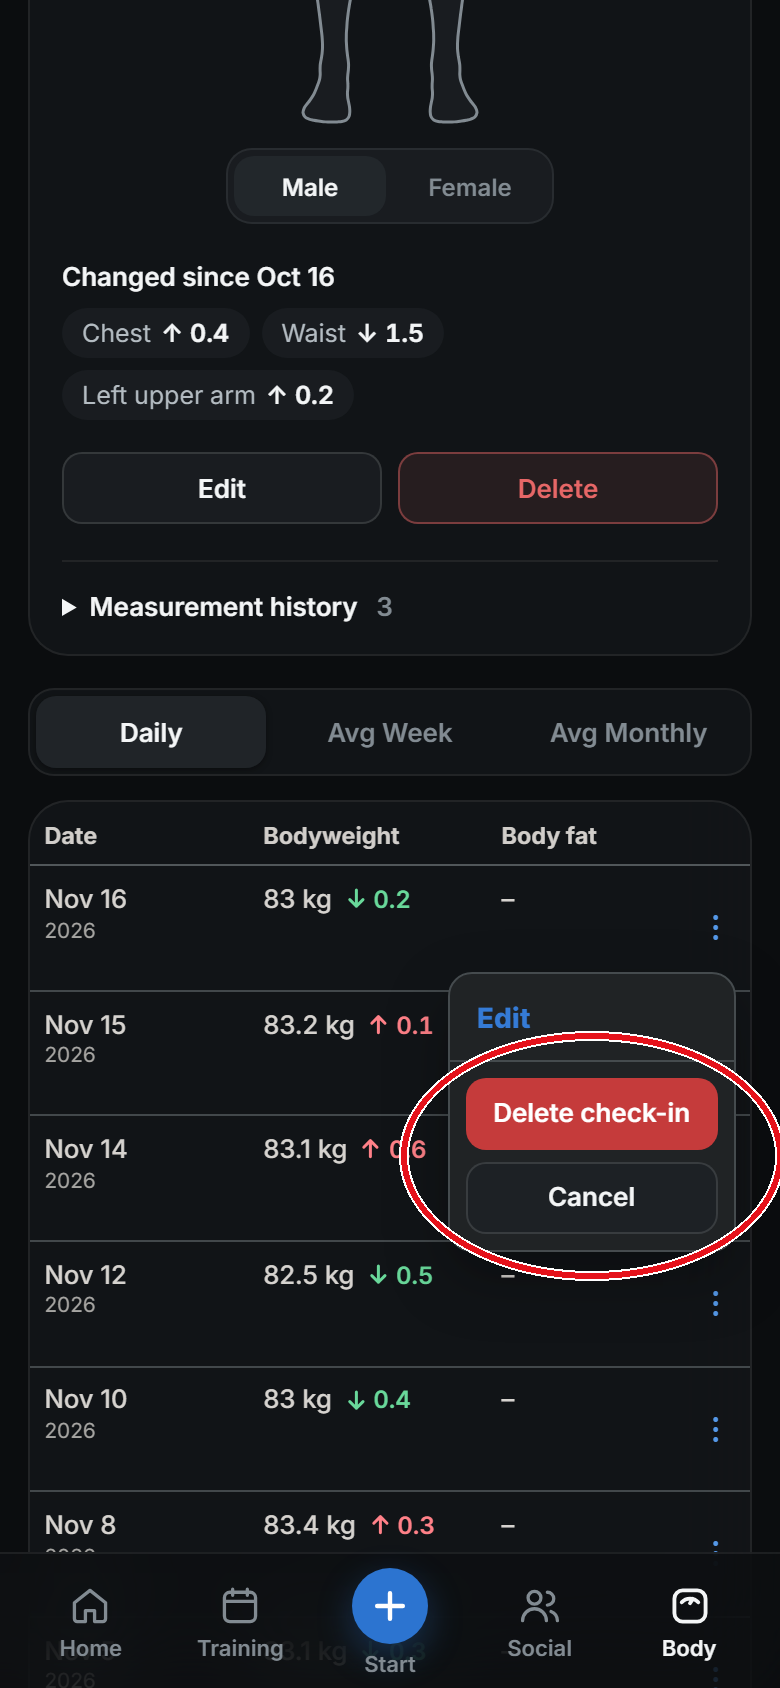 Male Female
Changed since Oct 16
Chest ↑ 0.4 Waist ↓ 1.5
Left upper arm ↑ 0.2
Edit Delete
▶ Measurement history 3
Daily Avg Week Avg Monthly
Date Bodyweight Body fat
Nov 16 83 kg ↓ 0.2 –
2026
Edit
Nov 15 83.2 kg ↑ 0.1
2026
Delete check-in
Nov 14 83.1 kg ↑ 0.6
2026
Cancel
Nov 12 82.5 kg ↓ 0.5 –
2026
Nov 10 83 kg ↓ 0.4 –
2026
Nov 8 83.4 kg ↑ 0.3 –
Home Training Start Social Body
2026